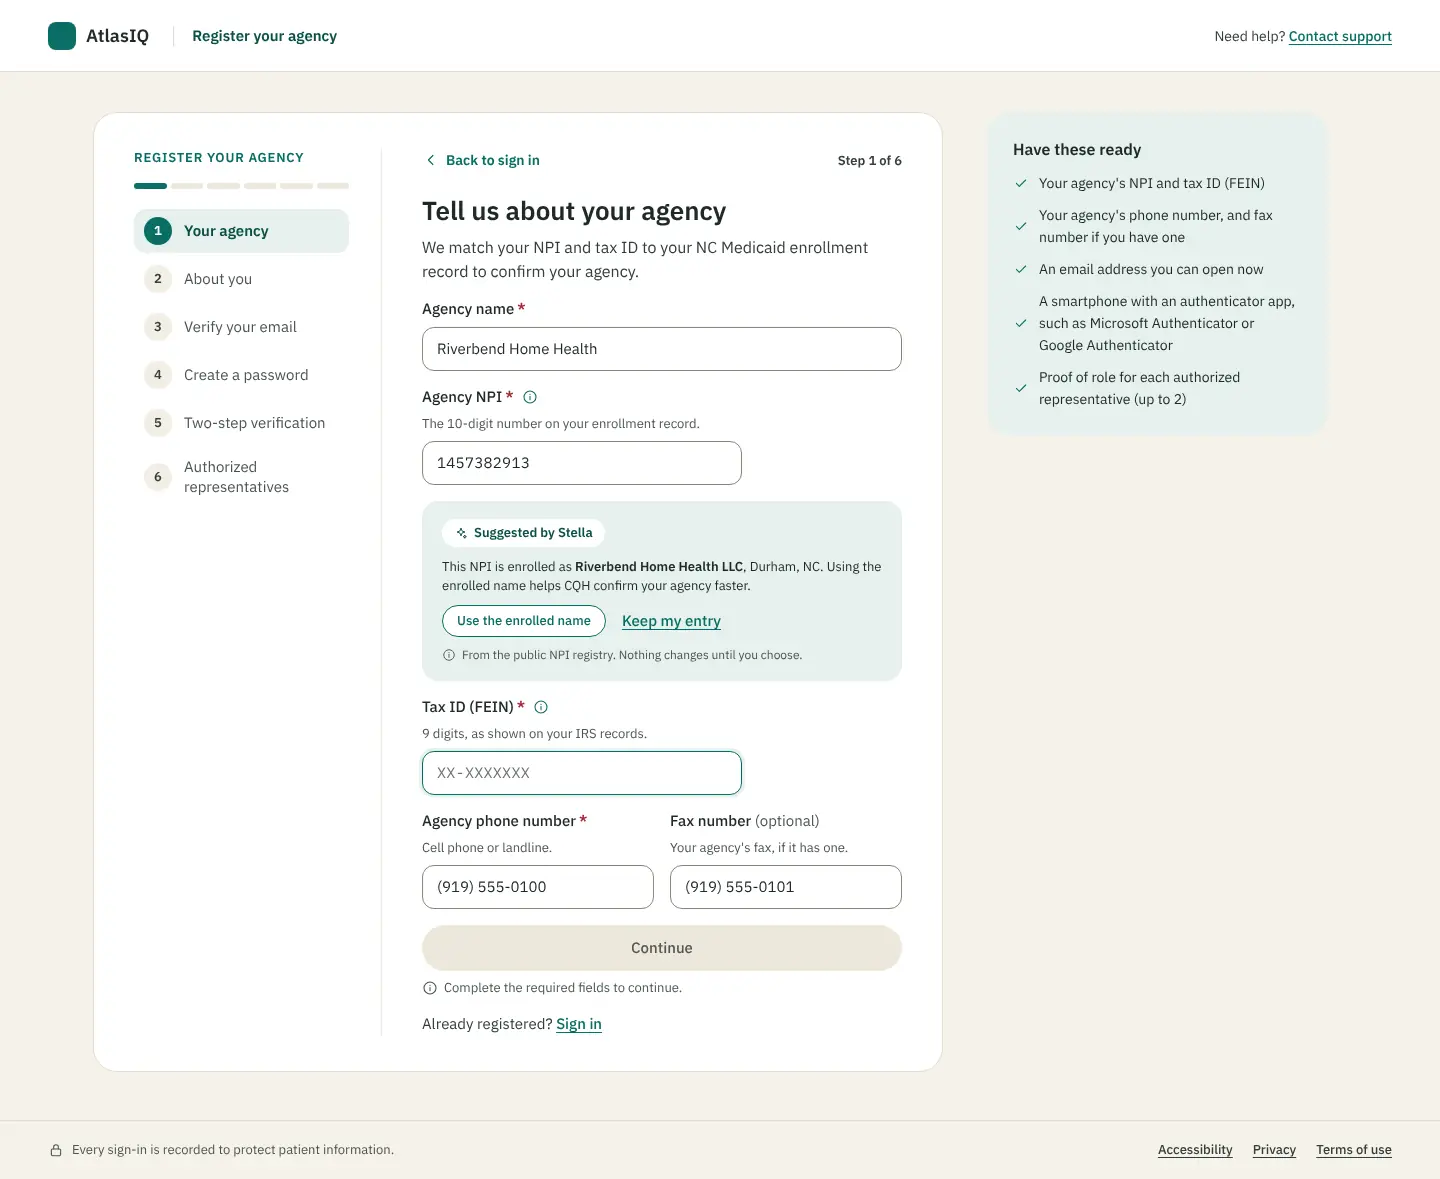 AtlasIQ
Register your agency
Need help? Contact support
REGISTER YOUR AGENCY
1 Your agency
2 About you
3 Verify your email
4 Create a password
5 Two-step verification
6 Authorized
representatives
Back to sign in
Step 1 of 6
Tell us about your agency
We match your NPI and tax ID to your NC Medicaid enrollment
record to confirm your agency.
Agency name *
Riverbend Home Health
Agency NPI *
The 10-digit number on your enrollment record.
1457382913
Suggested by Stella
This NPI is enrolled as Riverbend Home Health LLC, Durham, NC. Using the
enrolled name helps CQH confirm your agency faster.
Use the enrolled name
Keep my entry
From the public NPI registry. Nothing changes until you choose.
Tax ID (FEIN) *
9 digits, as shown on your IRS records.
XX-XXXXXXX
Agency phone number *
Cell phone or landline.
(919) 555-0100
Fax number (optional)
Your agency's fax, if it has one.
(919) 555-0101
Continue
Complete the required fields to continue.
Already registered? Sign in
Have these ready
Your agency's NPI and tax ID (FEIN)
Your agency's phone number, and fax
number if you have one
An email address you can open now
A smartphone with an authenticator app,
such as Microsoft Authenticator or
Google Authenticator
Proof of role for each authorized
representative (up to 2)
Every sign-in is recorded to protect patient information.
Accessibility
Privacy
Terms of use